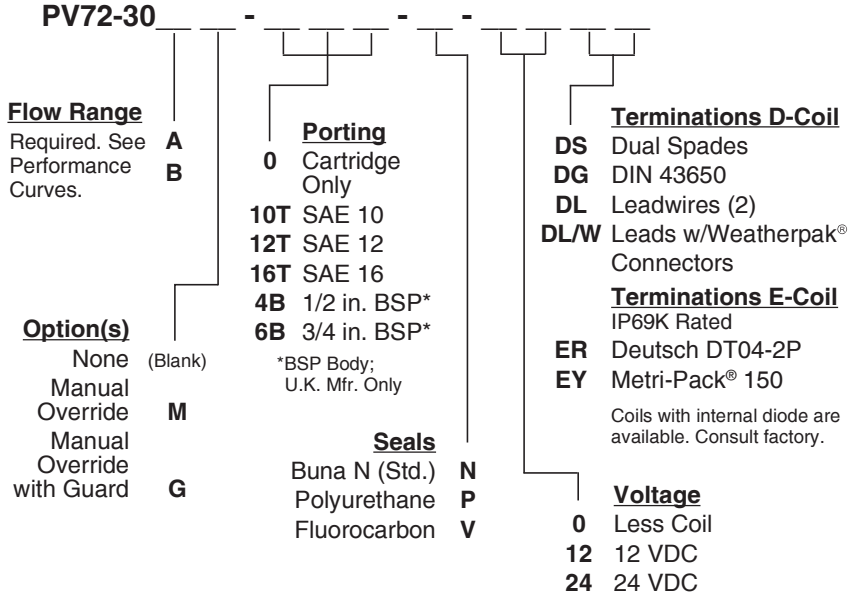 PV72-30__ __ - __ __ __ - __ - __ __ __ __
Flow Range
Required. See
Performance
Curves.
A
B
Option(s)
None (Blank)
Manual
Override M
Manual
Override
with Guard G
Porting
0 Cartridge
Only
10T SAE 10
12T SAE 12
16T SAE 16
4B 1/2 in. BSP*
6B 3/4 in. BSP*
*BSP Body;
U.K. Mfr. Only
Seals
Buna N (Std.) N
Polyurethane P
Fluorocarbon V
Terminations D-Coil
DS Dual Spades
DG DIN 43650
DL Leadwires (2)
DL/W Leads w/Weatherpak®
Connectors
Terminations E-Coil
IP69K Rated
ER Deutsch DT04-2P
EY Metri-Pack® 150
Coils with internal diode are
available. Consult factory.
Voltage
0 Less Coil
12 12 VDC
24 24 VDC